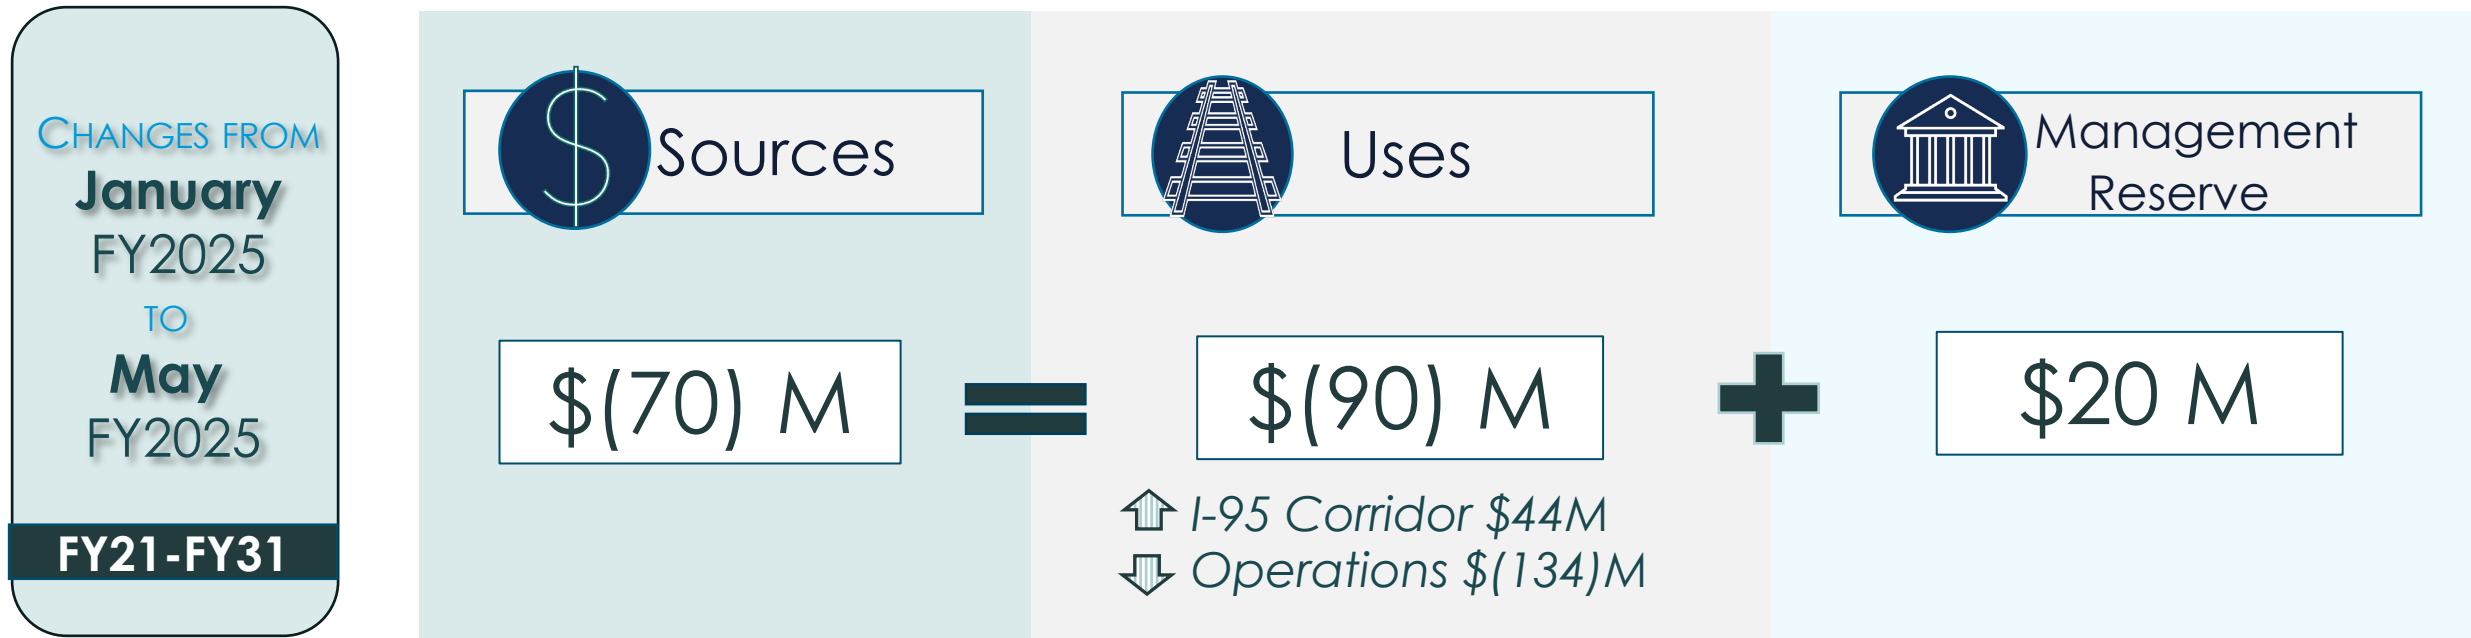 CHANGES FROM
January
FY2025
TO
May
FY2025
FY21-FY31
Sources
$(70) M
Uses
$(90) M
I-95 Corridor $44M
Operations $(134)M
Management
Reserve
$20 M